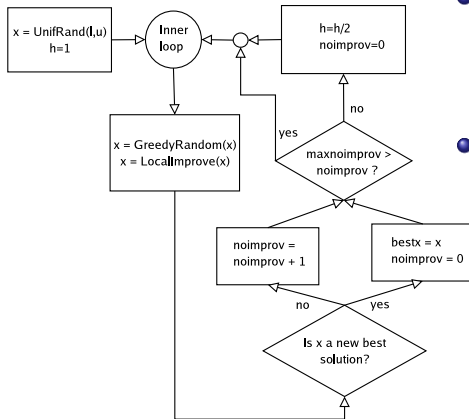 x = UnifRand(l,u)
h=1
Inner
loop
h=h/2
noimprov=0
no
yes
x = GreedyRandom(x)
x = LocalImprove(x)
maxnoimprov >
noimprov ?
noimprov =
noimprov + 1
bestx = x
noimprov = 0
no
yes
Is x a new best
solution?